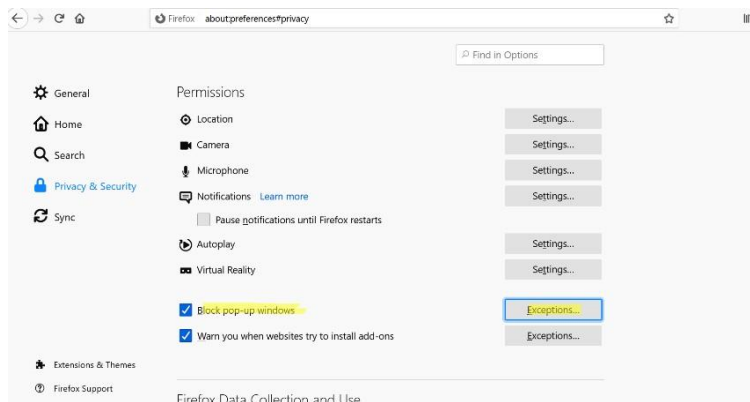 Firefox about:preferences#privacy
Find in Options
General
Home
Search
Privacy & Security
Sync
Extensions & Themes
Firefox Support
Permissions
Location Settings...
Camera Settings...
Microphone Settings...
Notifications Learn more Settings...
Pause notifications until Firefox restarts
Autoplay Settings...
Virtual Reality Settings...
Block pop-up windows Exceptions...
Warn you when websites try to install add-ons Exceptions...
Firefox Data Collection and Use